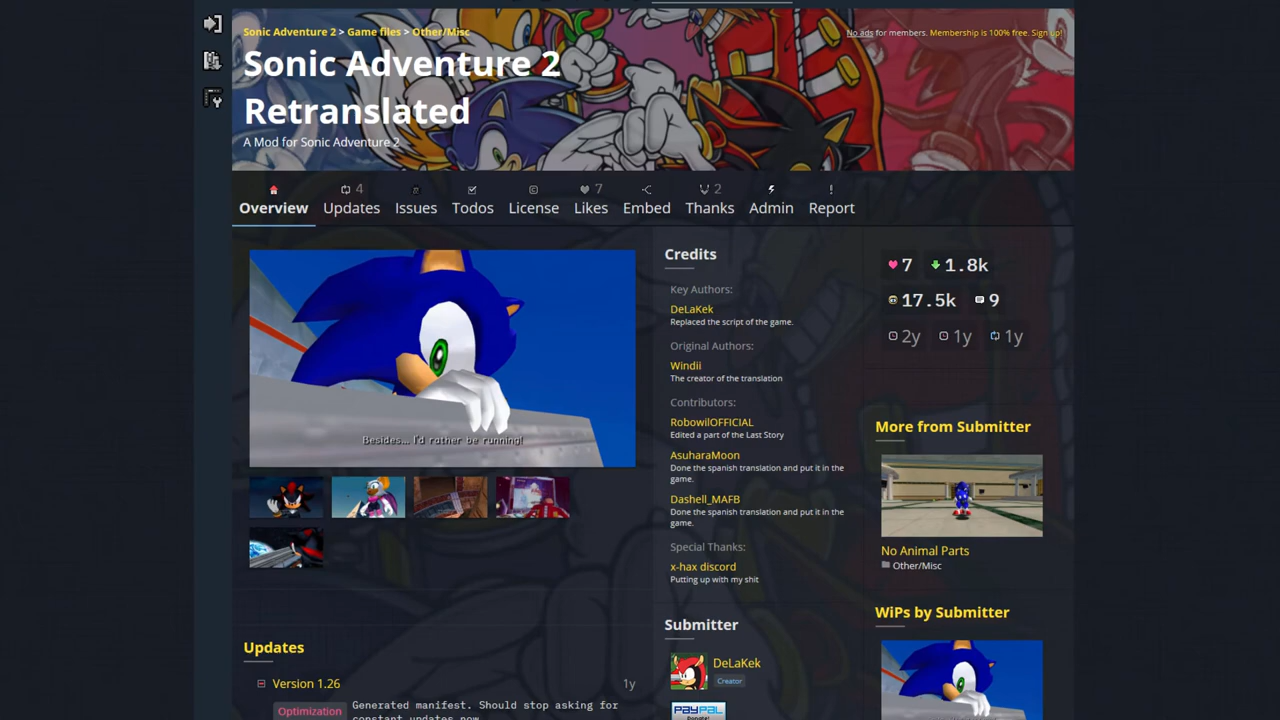 Sonic Adventure 2 > Game files > Other/Misc
No ads for members. Membership is 100% free. Sign up!
Sonic Adventure 2
Retranslated
A Mod for Sonic Adventure 2
4
7
2
Overview Updates Issues Todos License Likes Embed Thanks Admin Report
Besides... I'd rather be running!
Updates
Version 1.26
1y
Optimization
Generated manifest. Should stop asking for
constant updates now
Credits
Key Authors:
DeLaKek
Replaced the script of the game.
Original Authors:
Windii
The creator of the translation
Contributors:
RobowilOFFICIAL
Edited a part of the Last Story
AsuharaMoon
Done the spanish translation and put it in the
game.
Dashell_MAFB
Done the spanish translation and put it in the
game.
Special Thanks:
x-hax discord
Putting up with my shit
Submitter
DeLaKek
Creator
PAYPAL
Donate!
7 1.8k
17.5k 9
2y 1y 1y
More from Submitter
No Animal Parts
Other/Misc
WiPs by Submitter